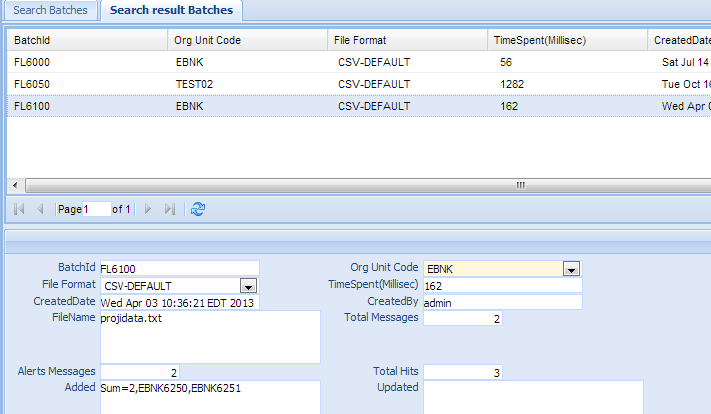 Search Batches Search result Batches
BatchId Org Unit Code File Format TimeSpent(Millisec) CreatedDate
FL6000 EBNK CSV-DEFAULT 56 Sat Jul 14
FL6050 TEST02 CSV-DEFAULT 1282 Tue Oct 16
FL6100 EBNK CSV-DEFAULT 162 Wed Apr 0
Page 1 of 1
BatchId FL6100 Org Unit Code EBNK
File Format CSV-DEFAULT TimeSpent(Millisec) 162
CreatedDate Wed Apr 03 10:36:21 EDT 2013 CreatedBy admin
FileName projidata.txt Total Messages 2
Alerts Messages 2 Total Hits 3
Added Sum=2,EBNK6250,EBNK6251 Updated